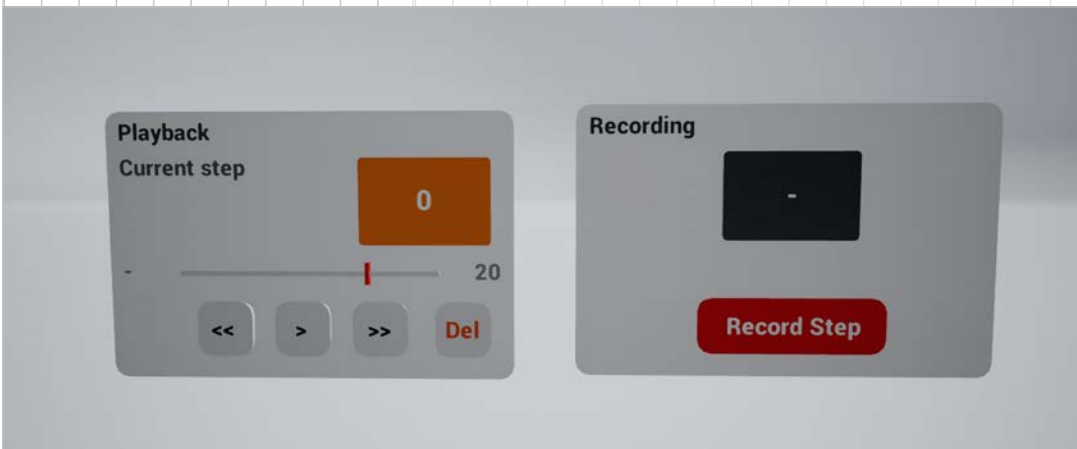 Playback
Current step
0
- 20
<< > >> Del
Recording
-
Record Step